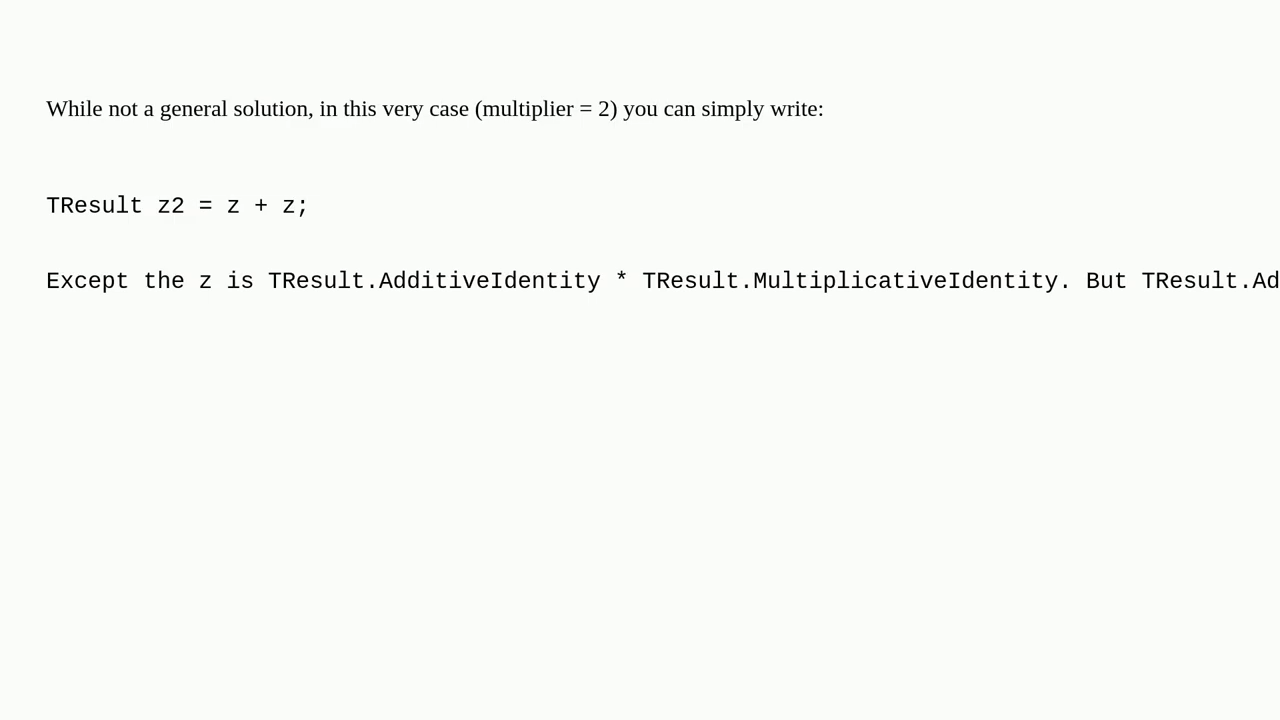 While not a general solution, in this very case (multiplier = 2) you can simply write:
TResult z2 = z + z;
Except the z is TResult.AdditiveIdentity * TResult.MultiplicativeIdentity. But TResult.Ad